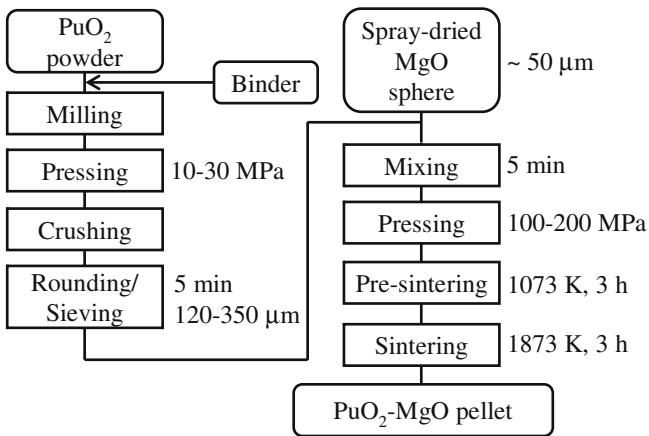 PuO₂
powder
Binder
Milling
Pressing 10-30 MPa
Crushing
Rounding/
Sieving
5 min
120-350 μm
Spray-dried
MgO
sphere
~ 50 μm
Mixing 5 min
Pressing 100-200 MPa
Pre-sintering 1073 K, 3 h
Sintering 1873 K, 3 h
PuO₂-MgO pellet